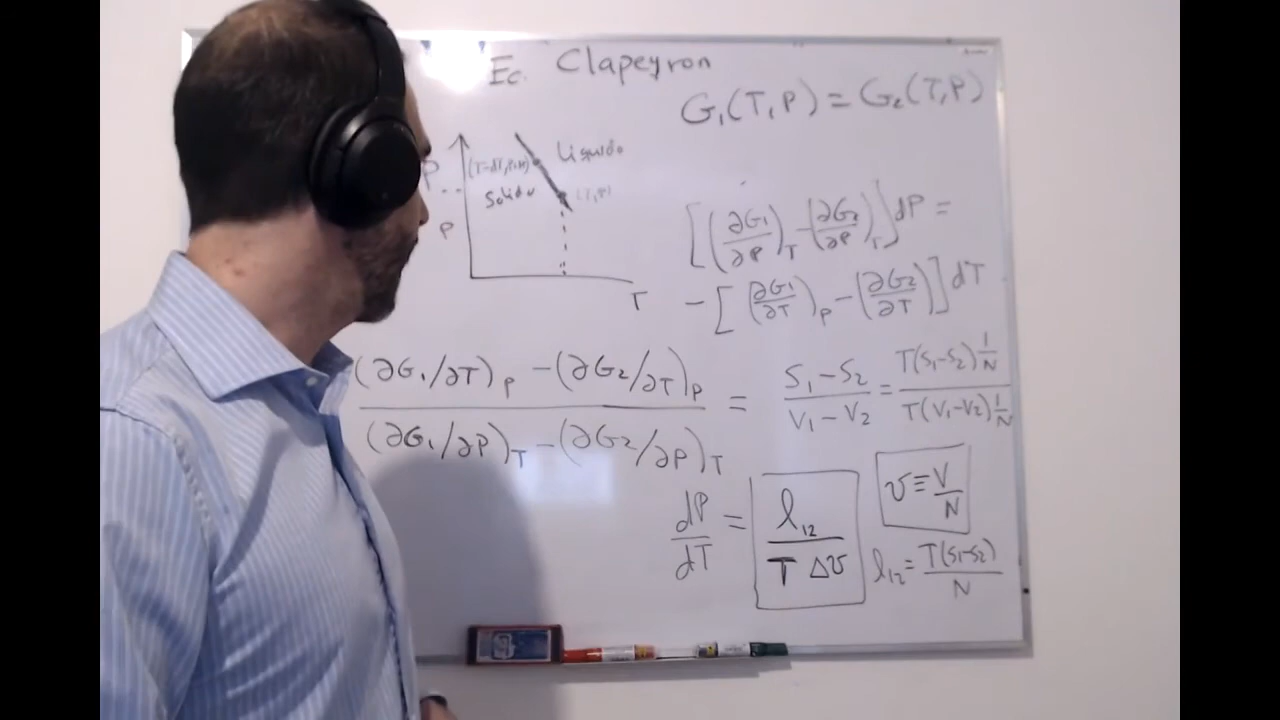 Ec. Clapeyron
G₁(T,P) = G₂(T,P)
P
Líquido
Solido
(T,P)
P
T
[(∂G₁/∂P)_T - (∂G₂/∂P)_T] dP =
- [(∂G₁/∂T)_P - (∂G₂/∂T)] dT
(∂G₁/∂T)_P - (∂G₂/∂T)_P
(∂G₁/∂P)_T - (∂G₂/∂P)_T
= (S₁-S₂)/(V₁-V₂) = T(S₁-S₂)1/N / T(V₁-V₂)1/N
v ≡ V/N
dP/dT = l₁₂ / T Δv
l₁₂ = T(S₁-S₂)/N